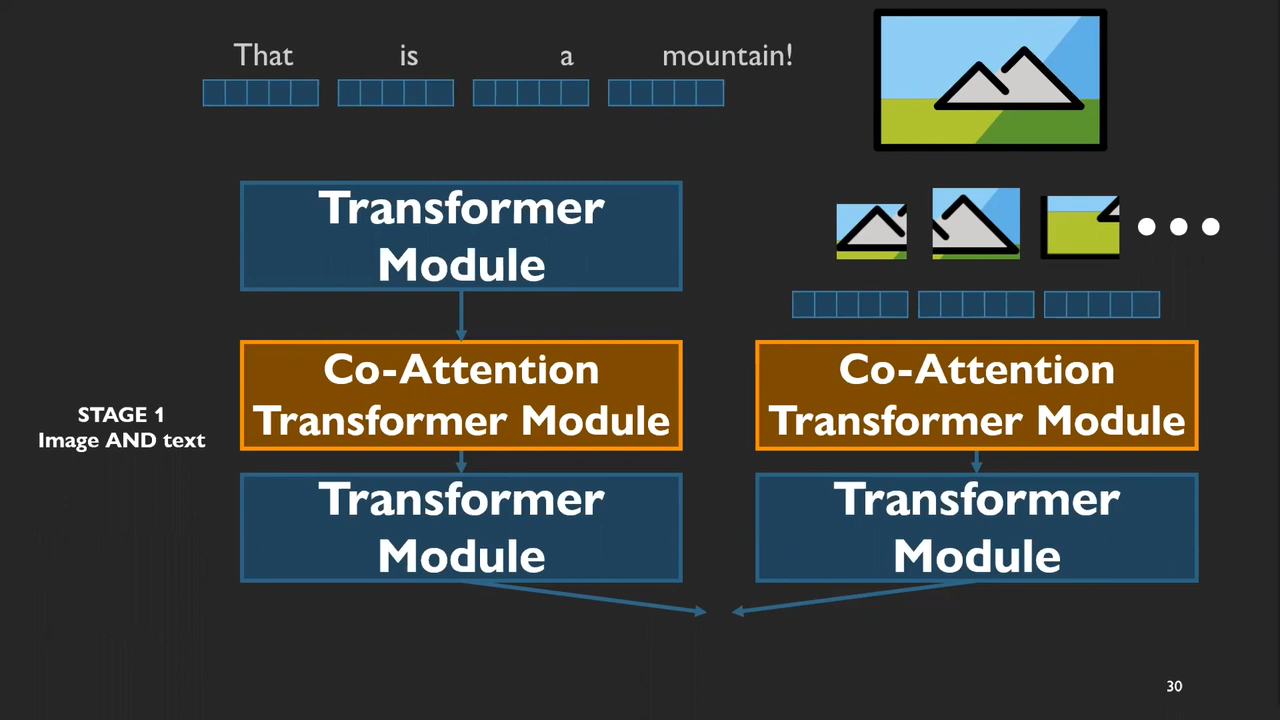 That is a mountain!
Transformer
Module
Co-Attention
Transformer Module
Co-Attention
Transformer Module
STAGE 1
Image AND text
Transformer
Module
Transformer
Module
30